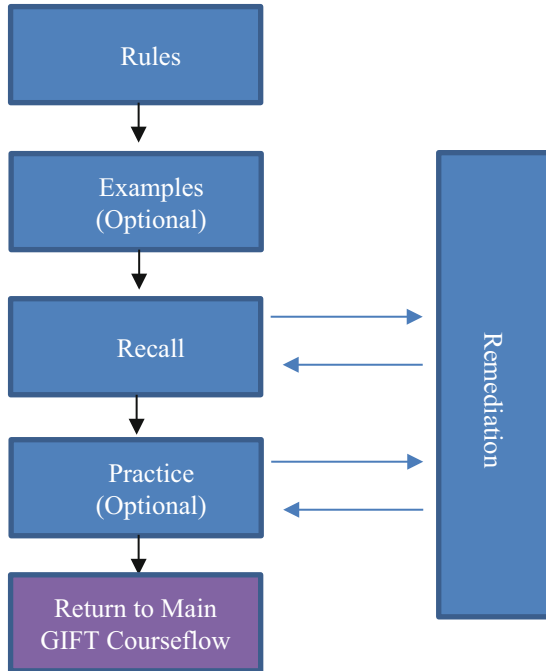 Rules
Examples
(Optional)
Recall
Practice
(Optional)
Return to Main
GIFT Courseflow
Remediation